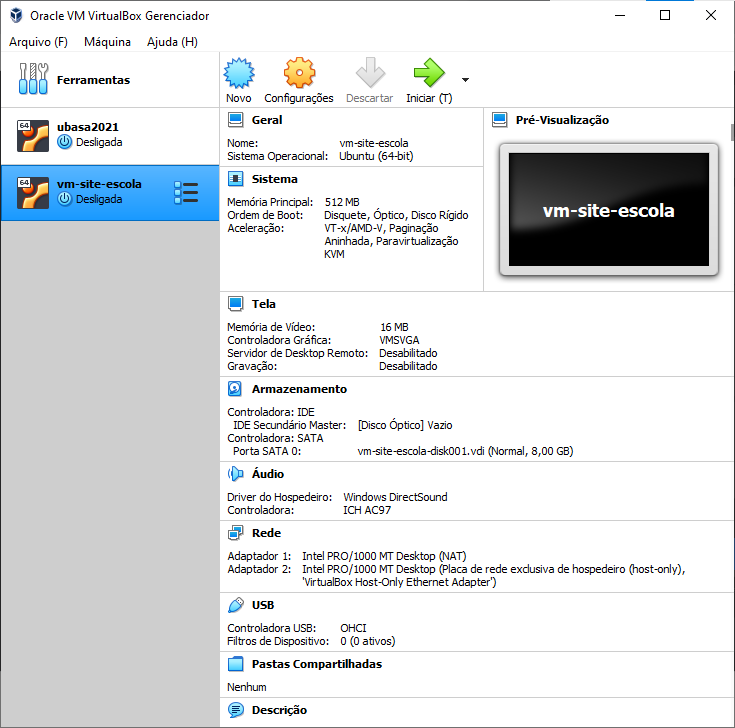 Oracle VM VirtualBox Gerenciador
Arquivo (F) Máquina Ajuda (H)
Ferramentas
Novo Configurações Descartar Iniciar (T)
64
ubasa2021
Desligada
64
vm-site-escola
Desligada
Geral
Nome: vm-site-escola
Sistema Operacional: Ubuntu (64-bit)
Pré-Visualização
vm-site-escola
Sistema
Memória Principal: 512 MB
Ordem de Boot: Disquete, Óptico, Disco Rígido
Aceleração: VT-x/AMD-V, Paginação
Aninhada, Paravirtualização
KVM
Tela
Memória de Vídeo: 16 MB
Controladora Gráfica: VMSVGA
Servidor de Desktop Remoto: Desabilitado
Gravação: Desabilitado
Armazenamento
Controladora: IDE
IDE Secundário Master: [Disco Óptico] Vazio
Controladora: SATA
Porta SATA 0: vm-site-escola-disk001.vdi (Normal, 8,00 GB)
Áudio
Driver do Hospedeiro: Windows DirectSound
Controladora: ICH AC97
Rede
Adaptador 1: Intel PRO/1000 MT Desktop (NAT)
Adaptador 2: Intel PRO/1000 MT Desktop (Placa de rede exclusiva de hospedeiro (host-only),
'VirtualBox Host-Only Ethernet Adapter')
USB
Controladora USB: OHCI
Filtros de Dispositivo: 0 (0 ativos)
Pastas Compartilhadas
Nenhum
Descrição